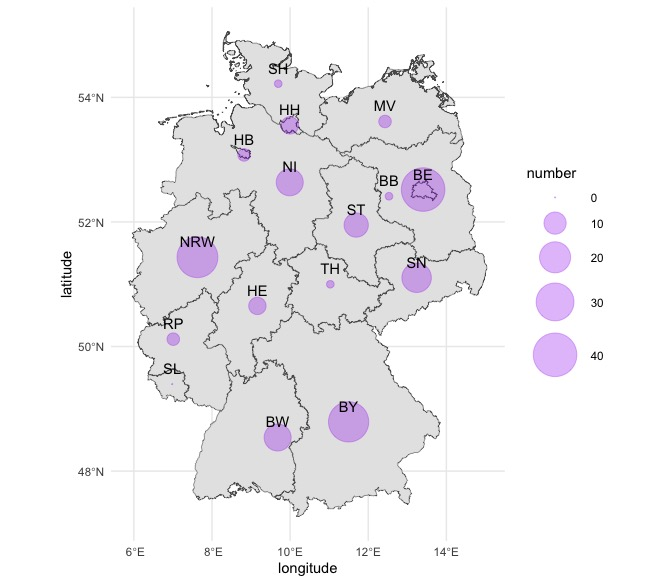 SH
54°N
MV
HH
HB
NI
BB
BE
52°N
ST
NRW
TH
SN
HE
RP
50°N
SL
BY
BW
48°N
6°E 8°E 10°E 12°E 14°E
longitude
latitude
number
0
10
20
30
40